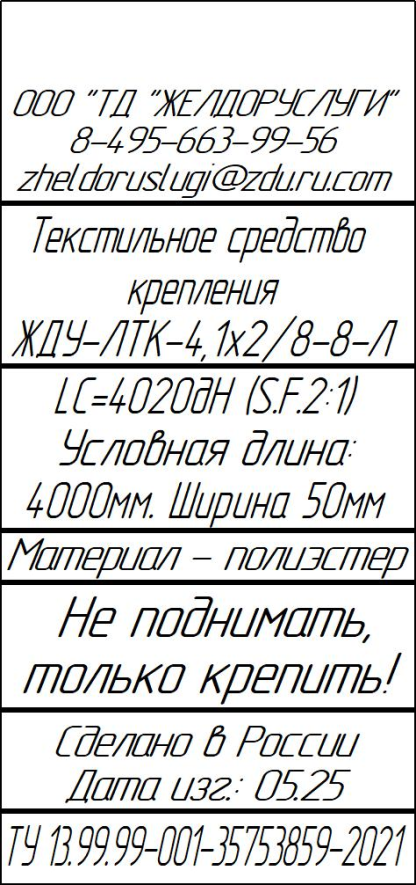 ООО "ТД "ЖЕЛДОРУСЛУГИ"
8-495-663-99-56
zheldoruslugi@zdu.ru.com
Текстильное средство
крепления
ЖДУ-ЛТК-4,1х2/8-8-Л
LC=4020дН (S.F.2:1)
Условная длина:
4000мм. Ширина 50мм
Материал - полиэстер
Не поднимать,
только крепить!
Сделано в России
Дата изг.: 05.25
ТУ 13.99.99-001-35753859-2021